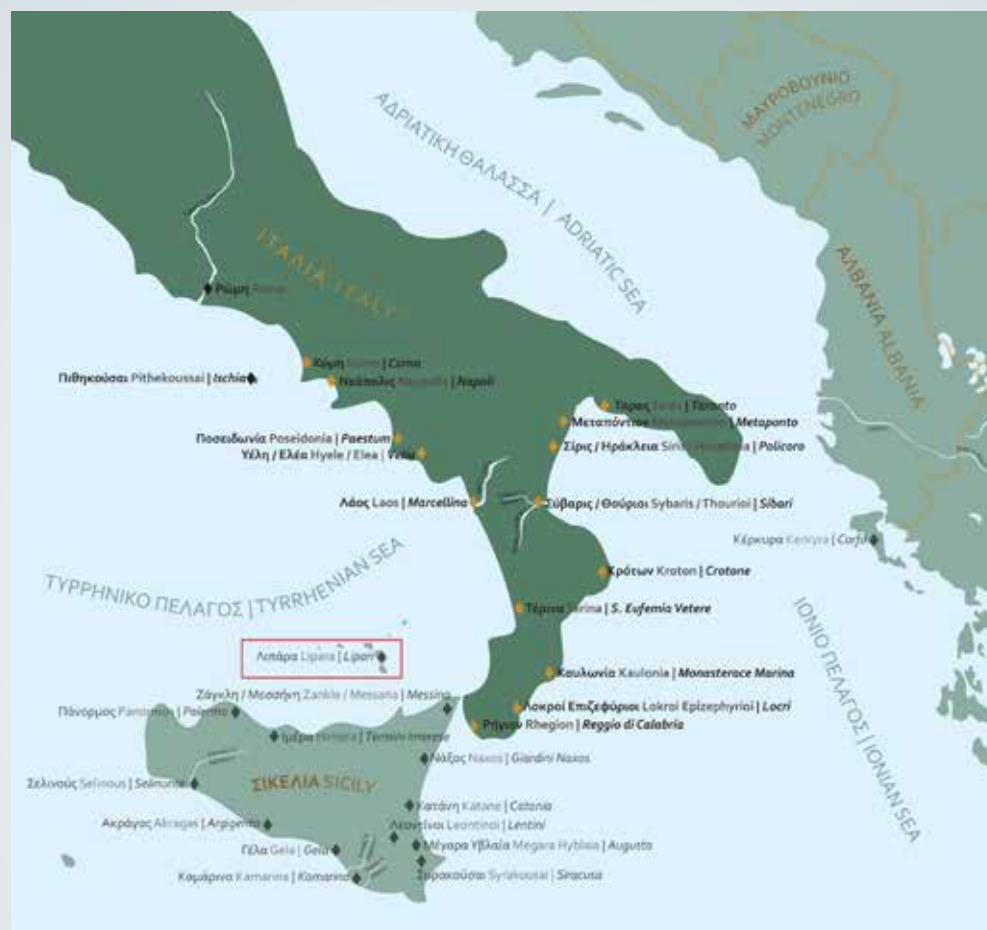 ΜΑΥΡΟΒΟΥΝΙΟ
MONTENEGRO
ΑΔΡΙΑΤΙΚΗ ΘΑΛΑΣΣΑ | ADRIATIC SEA
ΙΤΑΛΙΑ ITALY
ΑΛΒΑΝΙΑ ALBANIA
Ρώμη
Κύμη | Cuma
Πιθηκούσαι Pithekoussai | Ischia
Νεάπολις | Napoli
Τάρας | Taranto
Μεταπόντιον | Metaponto
Ποσειδωνία Poseidonia | Paestum
Σίρις / Ηράκλεια | Policoro
Υέλη / Ελέα Hyele / Elea | Velia
Λάος Laos | Marcellina
Σύβαρις / Θούριοι Sybaris / Thourioi | Sibari
Κέρκυρα Kerkyra | Corfu
ΤΥΡΡΗΝΙΚΟ ΠΕΛΑΓΟΣ | TYRRHENIAN SEA
Κρότων Kroton | Crotone
Τέρινα Terina | S. Eufemia Vetere
ΙΟΝΙΟ ΠΕΛΑΓΟΣ | IONIAN SEA
Λιπάρα Lipara | Lipari
Καυλωνία Kaulonia | Monasterace Marina
Ζάγκλη / Μεσσήνη Zankle / Messana | Messina
Πάνορμος Panormos | Palermo
Λοκροί Επιζεφύριοι Lokroi Epizephyrioi | Locri
Ρήγιον Rhegion | Reggio di Calabria
Ιμέρα Himera | Termini Imerese
Νάξος Naxos | Giardini Naxos
Ζελινούς Selinous | Selinunte
ΣΙΚΕΛΙΑ SICILY
Κατάνη Katane | Catania
Ακράγας Akragas | Argigento
Λεοντίνοι Leontinoi | Lentini
Γέλα Gela | Gela
Μέγαρα Υβλαία Megara Hyblaia | Augusta
Συρακούσαι Syrakousai | Siracusa
Καμάρινα Kamarina | Kamarina